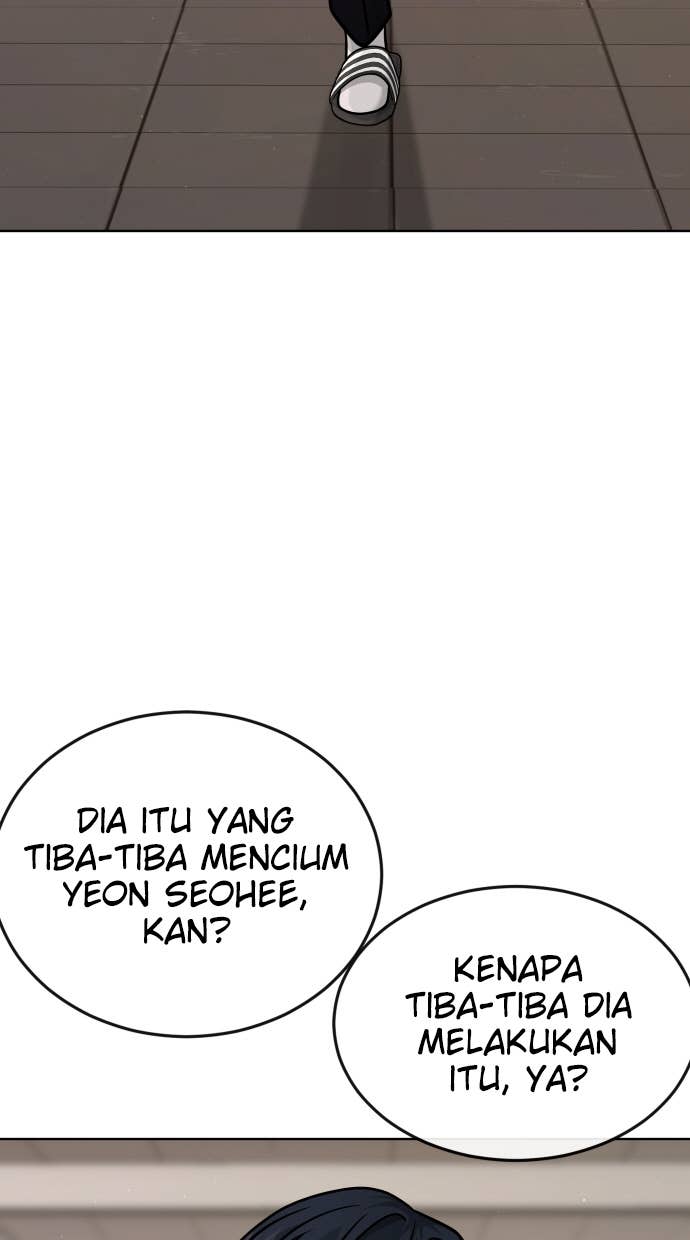 DIA ITU YANG
TIBA-TIBA MENCIUM
YEON SEOHEE,
KAN?
KENAPA
TIBA-TIBA DIA
MELAKUKAN
ITU, YA?